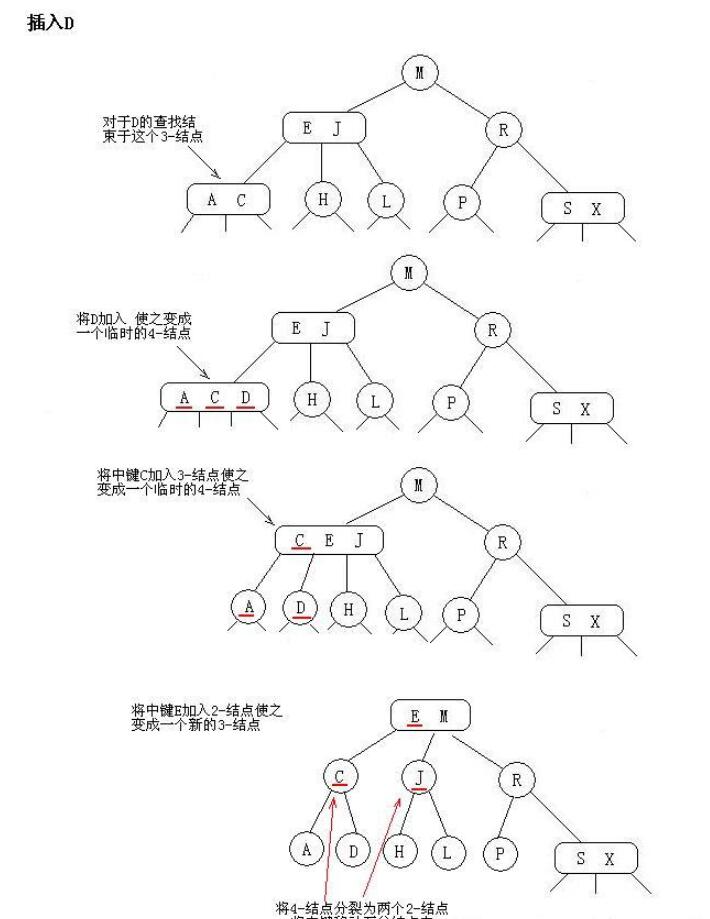 插入D
M
对于D的查找结
束于这个3-结点
E J
R
A C
H
L
P
S X
M
将D加入 使之变成
一个临时的4-结点
E J
R
A C D
H
L
P
S X
将中键C加入3-结点使之
变成一个临时的4-结点
M
C E J
R
A
D
H
L
P
S X
将中键E加入2-结点使之
变成一个新的3-结点
E M
C
J
R
A
D
H
L
P
S X
将4-结点分裂为两个2-结点